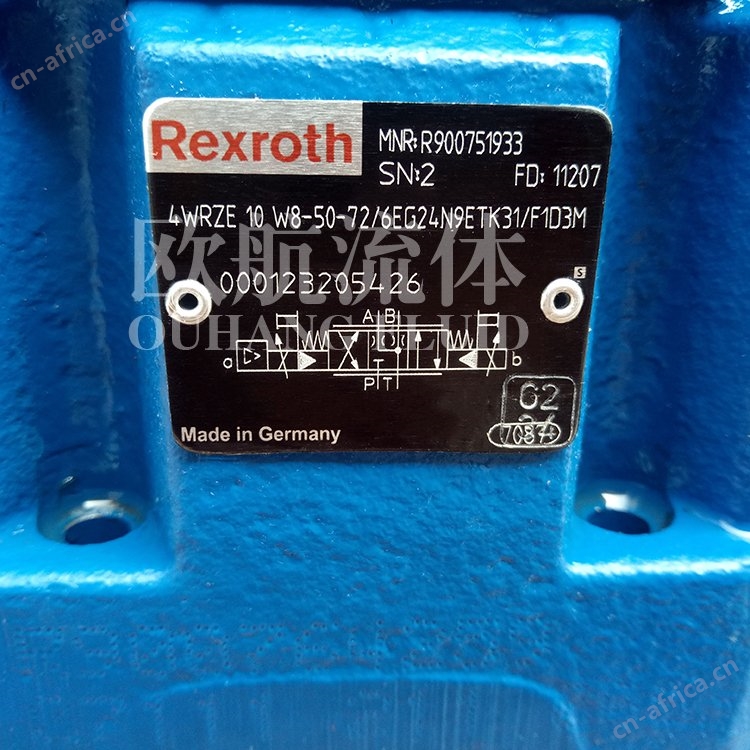 cn-africa.cn
Rexroth
MNR: R900751933
SN: 2 FD: 11207
4WRZE 10 W8-50-72/6EG24N9ETK31/F1D3M
欧航流体
000123205426
S
OUHANG FLUID
A B
a b
T
P T
G2
7087
Made in Germany
cn-africa.cn